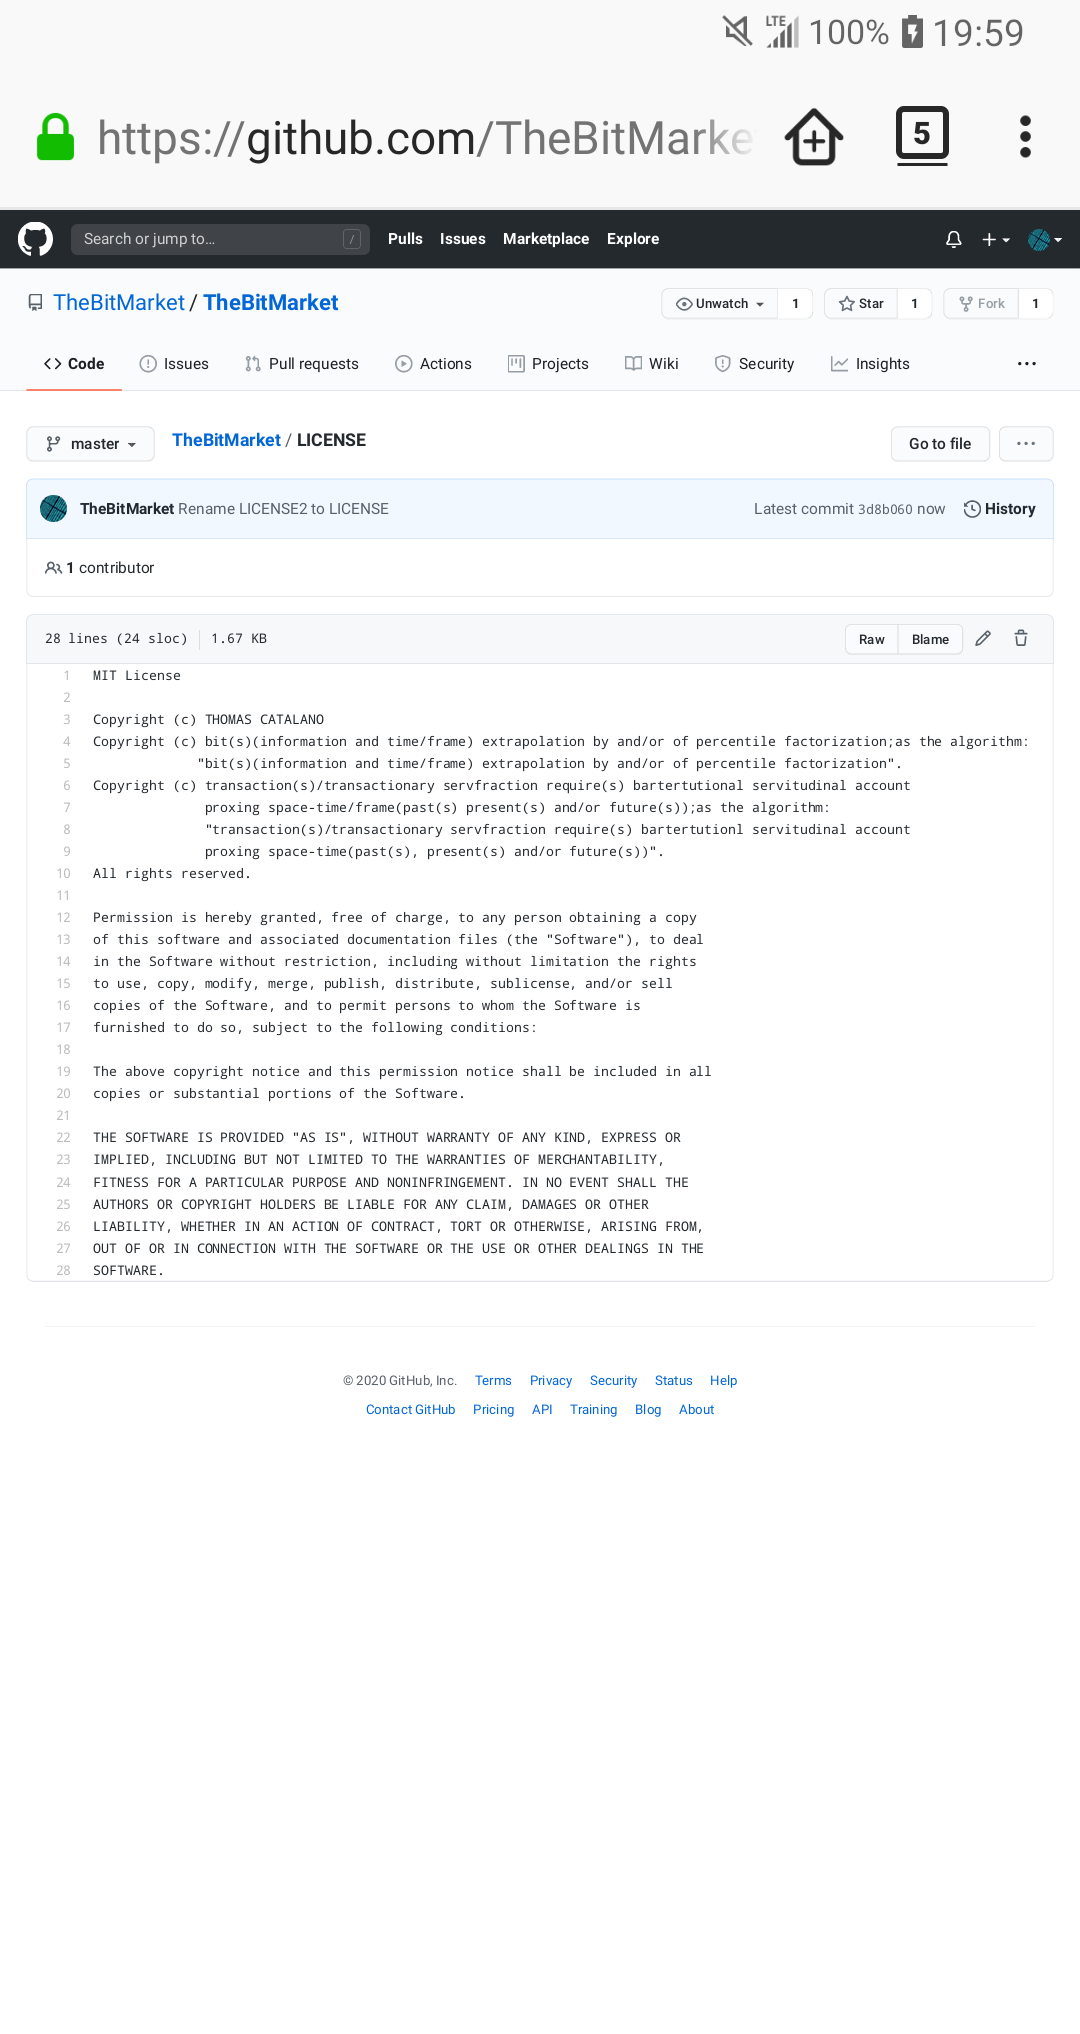 LTE 100% 19:59
https://github.com/TheBitMarke 5
Search or jump to... / Pulls Issues Marketplace Explore
TheBitMarket / TheBitMarket Unwatch 1 Star 1 Fork 1
Code Issues Pull requests Actions Projects Wiki Security Insights ...
master TheBitMarket / LICENSE Go to file ...
TheBitMarket Rename LICENSE2 to LICENSE Latest commit 3d8b060 now History
1 contributor
28 lines (24 sloc) 1.67 KB Raw Blame
1 MIT License
2
3 Copyright (c) THOMAS CATALANO
4 Copyright (c) bit(s)(information and time/frame) extrapolation by and/or of percentile factorization;as the algorithm:
5 "bit(s)(information and time/frame) extrapolation by and/or of percentile factorization".
6 Copyright (c) transaction(s)/transactionary servfraction require(s) bartertutional servitudinal account
7 proxing space-time/frame(past(s) present(s) and/or future(s));as the algorithm:
8 "transaction(s)/transactionary servfraction require(s) bartertutionl servitudinal account
9 proxing space-time(past(s), present(s) and/or future(s))".
10 All rights reserved.
11
12 Permission is hereby granted, free of charge, to any person obtaining a copy
13 of this software and associated documentation files (the "Software"), to deal
14 in the Software without restriction, including without limitation the rights
15 to use, copy, modify, merge, publish, distribute, sublicense, and/or sell
16 copies of the Software, and to permit persons to whom the Software is
17 furnished to do so, subject to the following conditions:
18
19 The above copyright notice and this permission notice shall be included in all
20 copies or substantial portions of the Software.
21
22 THE SOFTWARE IS PROVIDED "AS IS", WITHOUT WARRANTY OF ANY KIND, EXPRESS OR
23 IMPLIED, INCLUDING BUT NOT LIMITED TO THE WARRANTIES OF MERCHANTABILITY,
24 FITNESS FOR A PARTICULAR PURPOSE AND NONINFRINGEMENT. IN NO EVENT SHALL THE
25 AUTHORS OR COPYRIGHT HOLDERS BE LIABLE FOR ANY CLAIM, DAMAGES OR OTHER
26 LIABILITY, WHETHER IN AN ACTION OF CONTRACT, TORT OR OTHERWISE, ARISING FROM,
27 OUT OF OR IN CONNECTION WITH THE SOFTWARE OR THE USE OR OTHER DEALINGS IN THE
28 SOFTWARE.
© 2020 GitHub, Inc. Terms Privacy Security Status Help
Contact GitHub Pricing API Training Blog About